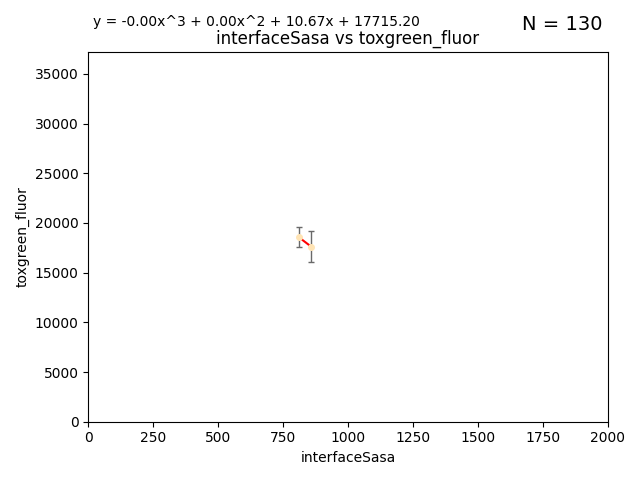 y = -0.00x^3 + 0.00x^2 + 10.67x + 17715.20
N = 130
interfaceSasa vs toxgreen_fluor
35000
30000
25000
20000
15000
10000
5000
0
toxgreen_fluor
0 250 500 750 1000 1250 1500 1750 2000
interfaceSasa